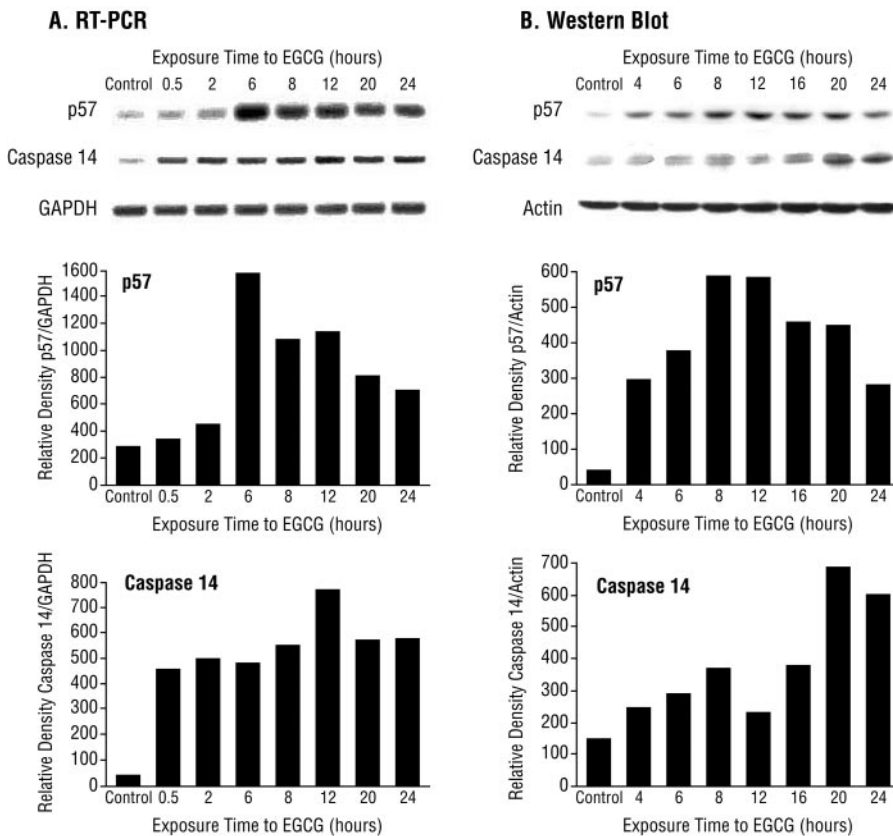 A. RT-PCR
Exposure Time to EGCG (hours)
Control 0.5 2 6 8 12 20 24
p57
Caspase 14
GAPDH
1600
1400
1200
1000
800
600
400
200
0
Relative Density p57/GAPDH
p57
Control 0.5 2 6 8 12 20 24
Exposure Time to EGCG (hours)
800
700
600
500
400
300
200
100
0
Relative Density Caspase 14/GAPDH
Caspase 14
Control 0.5 2 6 8 12 20 24
Exposure Time to EGCG (hours)
B. Western Blot
Exposure Time to EGCG (hours)
Control 4 6 8 12 16 20 24
p57
Caspase 14
Actin
600
500
400
300
200
100
0
Relative Density p57/Actin
p57
Control 4 6 8 12 16 20 24
Exposure Time to EGCG (hours)
700
600
500
400
300
200
100
0
Relative Density Caspase 14/Actin
Caspase 14
Control 4 6 8 12 16 20 24
Exposure Time to EGCG (hours)